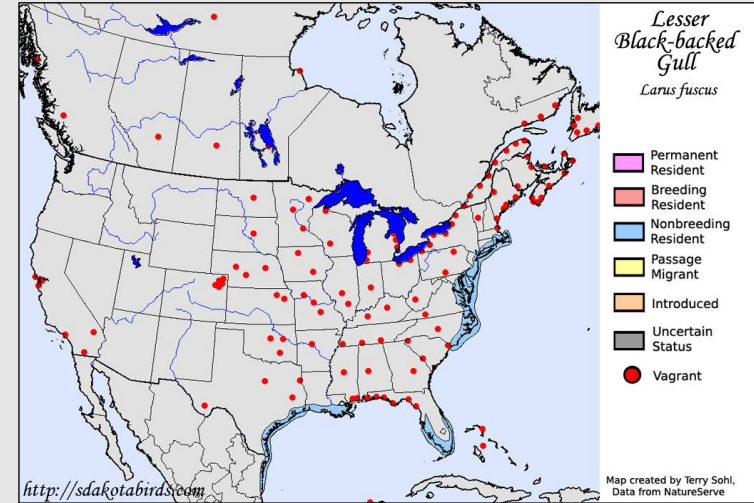 Lesser
Black-backed
Gull
Larus fuscus
Permanent
Resident
Breeding
Resident
Nonbreeding
Resident
Passage
Migrant
Introduced
Uncertain
Status
Vagrant
http://sdakotabirds.com
Map created by Terry Sohl,
Data from NatureServe